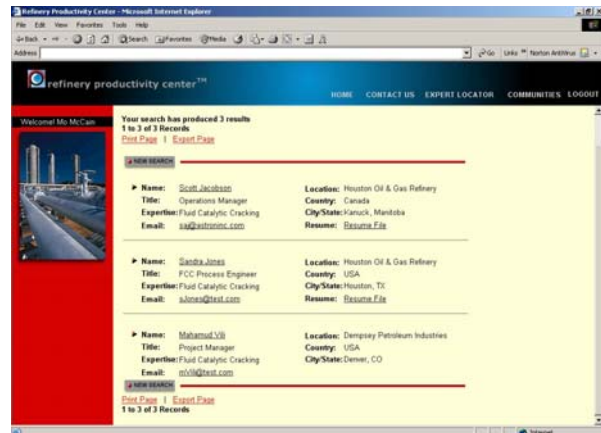 Refinery Productivity Center - Microsoft Internet Explorer
File Edit View Favorites Tools Help
Back Search Favorites Media
Address Go Links Norton AntiVirus
refinery productivity center™
HOME CONTACT US EXPERT LOCATOR COMMUNITIES LOGOUT
Welcome! Mo McCain
Your search has produced 3 results
1 to 3 of 3 Records
Print Page | Export Page
NEW SEARCH
Name: Scott Jacobson Location: Houston Oil & Gas Refinery
Title: Operations Manager Country: Canada
Expertise: Fluid Catalytic Cracking City/State: Kanuck, Manitoba
Email: saj@astroninc.com Resume: Resume File
Name: Sandra Jones Location: Houston Oil & Gas Refinery
Title: FCC Process Engineer Country: USA
Expertise: Fluid Catalytic Cracking City/State: Houston, TX
Email: sJones@test.com Resume: Resume File
Name: Mahamud Vili Location: Dempsey Petroleum Industries
Title: Project Manager Country: USA
Expertise: Fluid Catalytic Cracking City/State: Denver, CO
Email: mVili@test.com
NEW SEARCH
Print Page | Export Page
1 to 3 of 3 Records
Internet